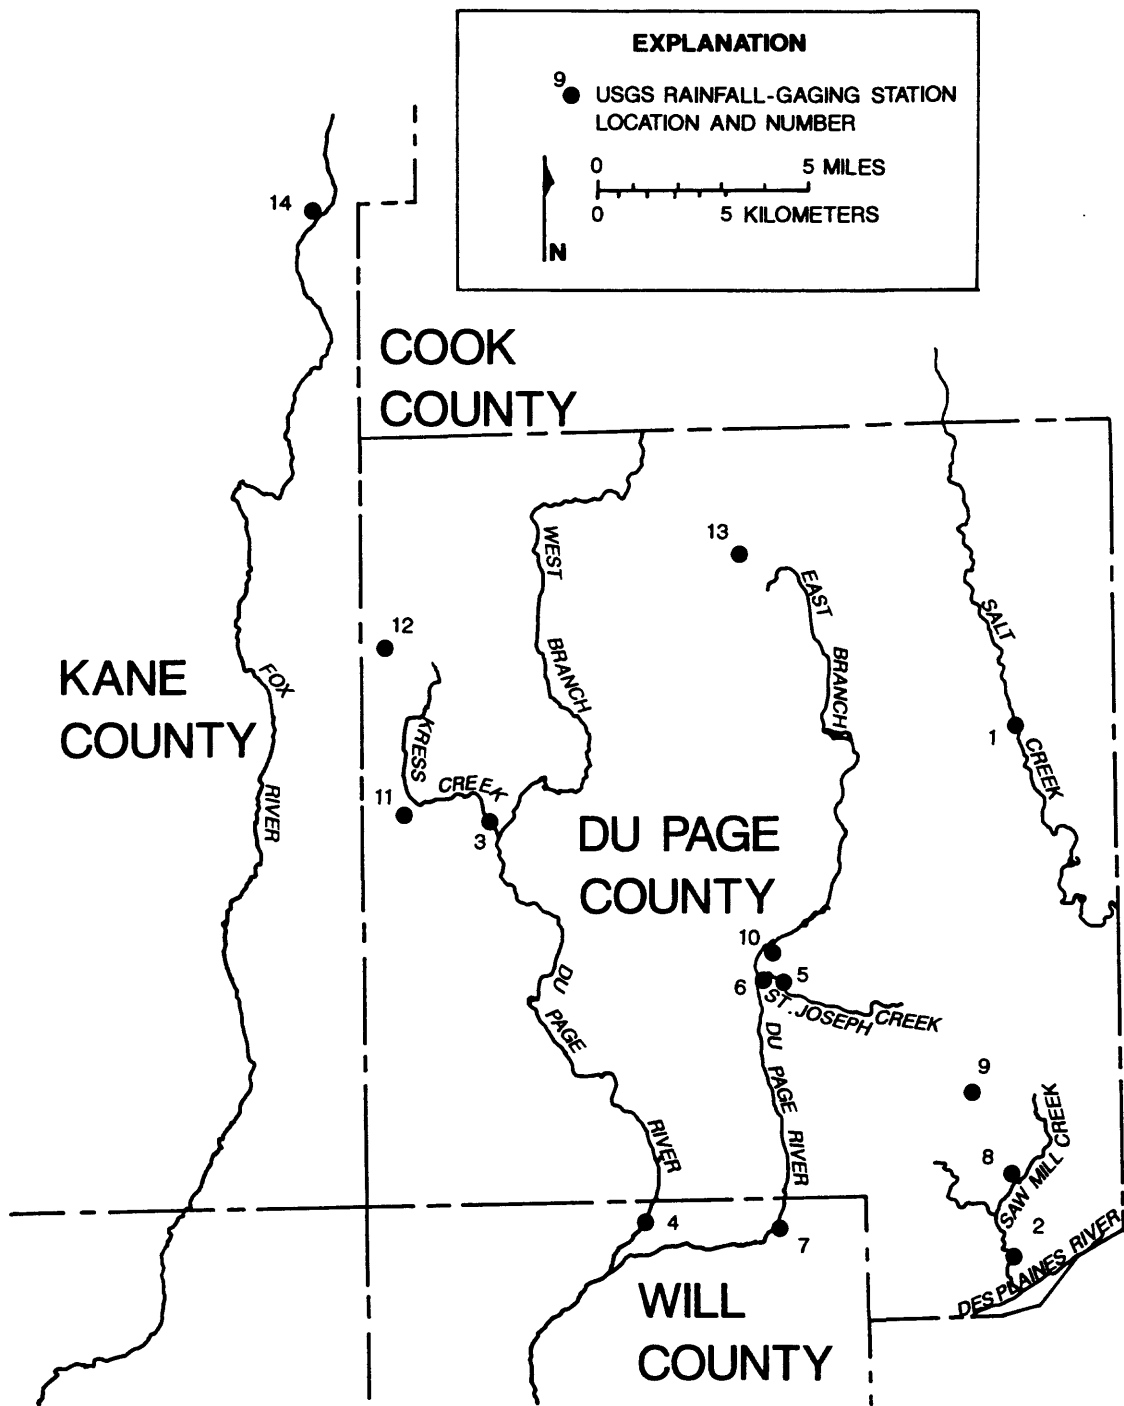 EXPLANATION
9
USGS RAINFALL-GAGING STATION
LOCATION AND NUMBER
0 5 MILES
0 5 KILOMETERS
N
14
COOK
COUNTY
13
WEST
BRANCH
EAST
BRANCH
SALT
CREEK
12
KANE
COUNTY
FOX
RIVER
KRESS
CREEK
1
11
3
DU PAGE
COUNTY
10
6
5
ST. JOSEPH CREEK
DU
PAGE
RIVER
DU
PAGE
RIVER
9
8
SAW MILL CREEK
2
DES PLAINES RIVER
4
7
WILL
COUNTY